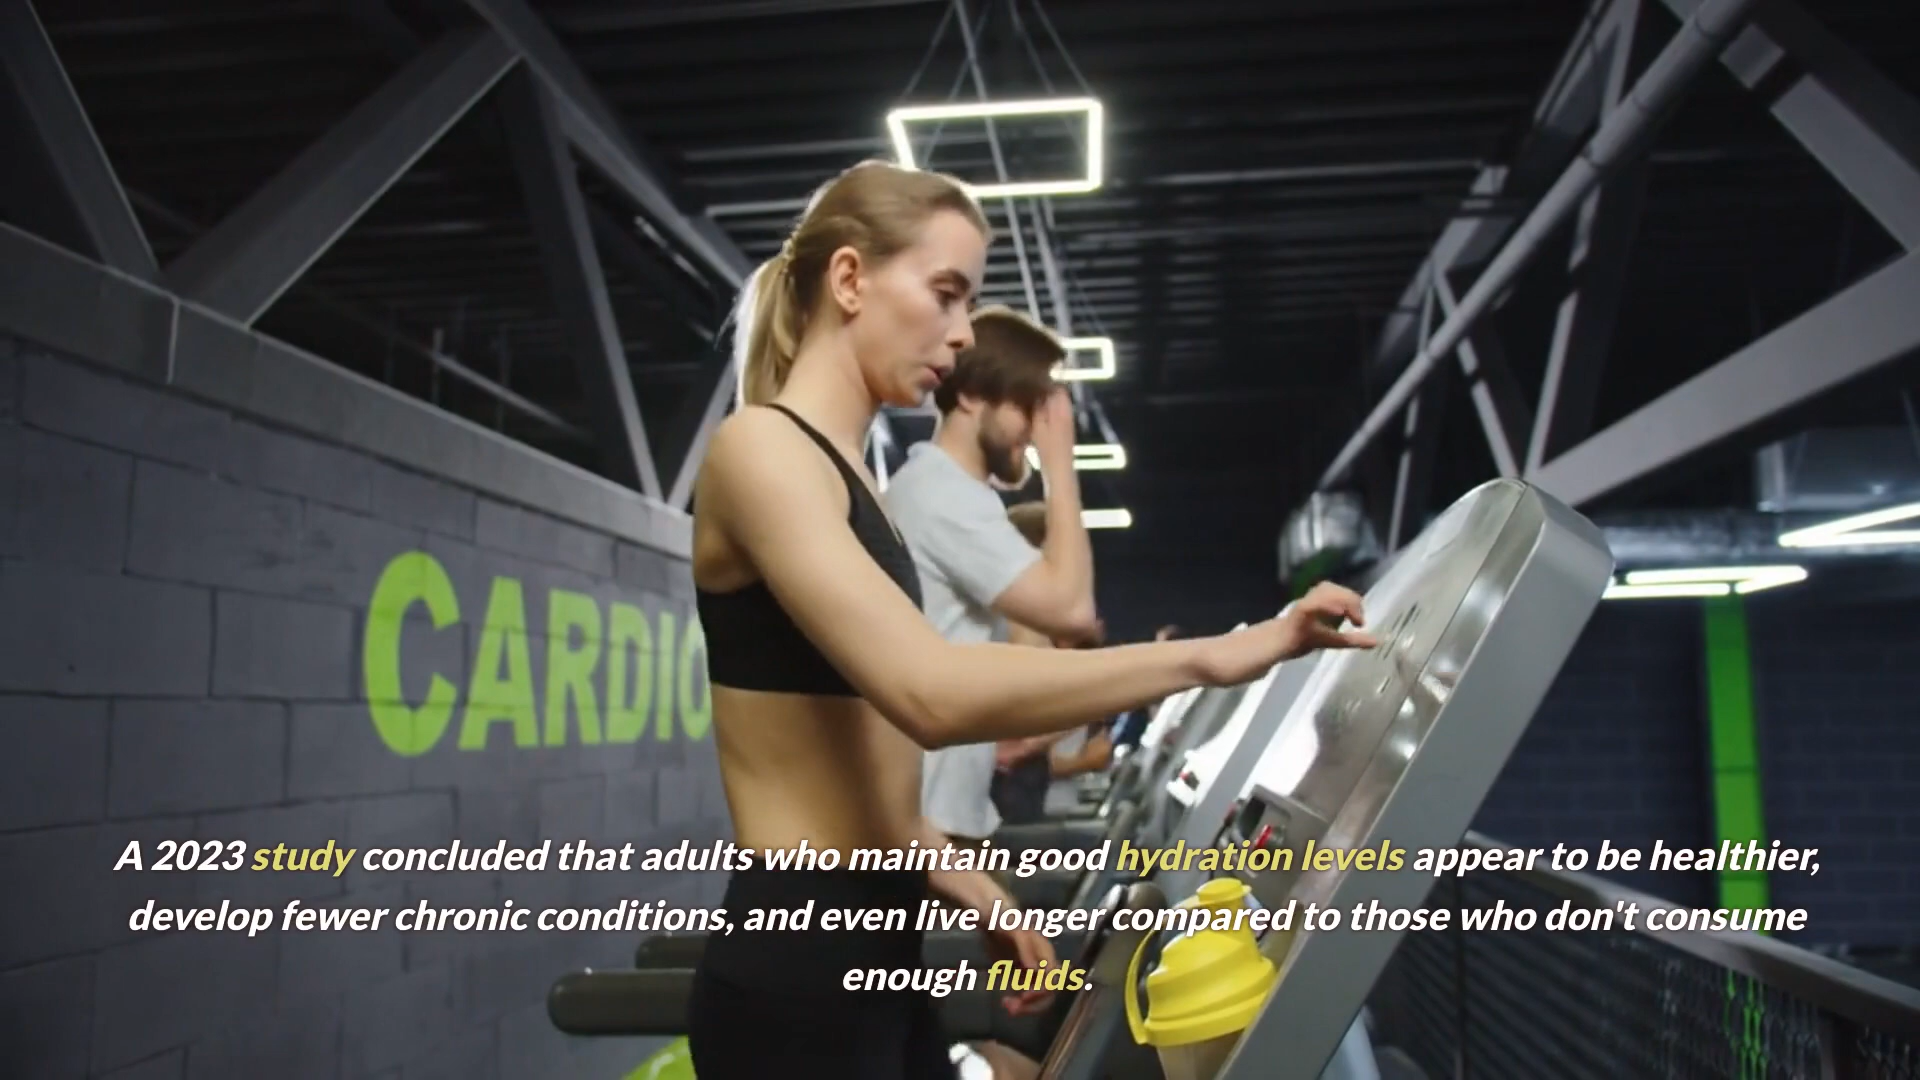 CARDIO
A 2023 study concluded that adults who maintain good hydration levels appear to be healthier,
develop fewer chronic conditions, and even live longer compared to those who don't consume
enough fluids.